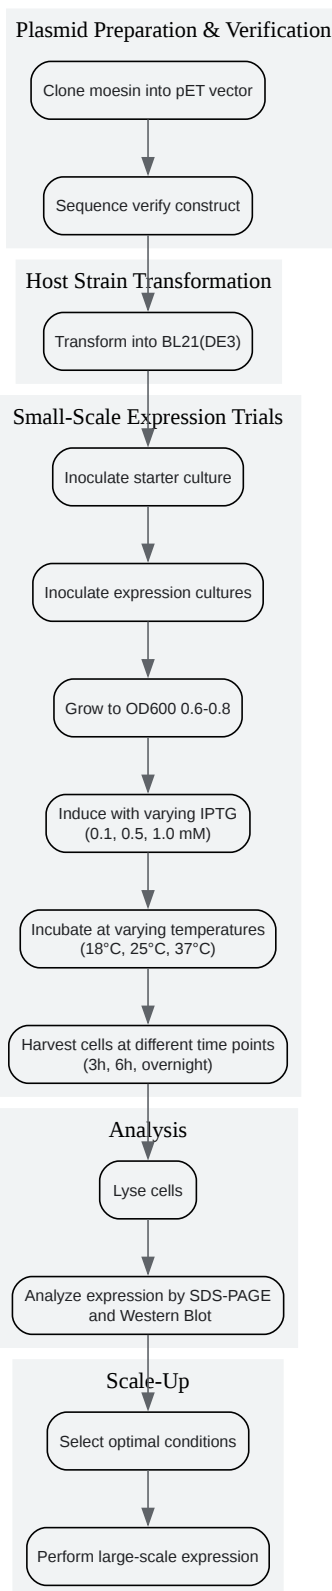 Plasmid Preparation & Verification
Clone moesin into pET vector
Sequence verify construct
Host Strain Transformation
Transform into BL21(DE3)
Small-Scale Expression Trials
Inoculate starter culture
Inoculate expression cultures
Grow to OD600 0.6-0.8
Induce with varying IPTG
(0.1, 0.5, 1.0 mM)
Incubate at varying temperatures
(18°C, 25°C, 37°C)
Harvest cells at different time points
(3h, 6h, overnight)
Analysis
Lyse cells
Analyze expression by SDS-PAGE
and Western Blot
Scale-Up
Select optimal conditions
Perform large-scale expression